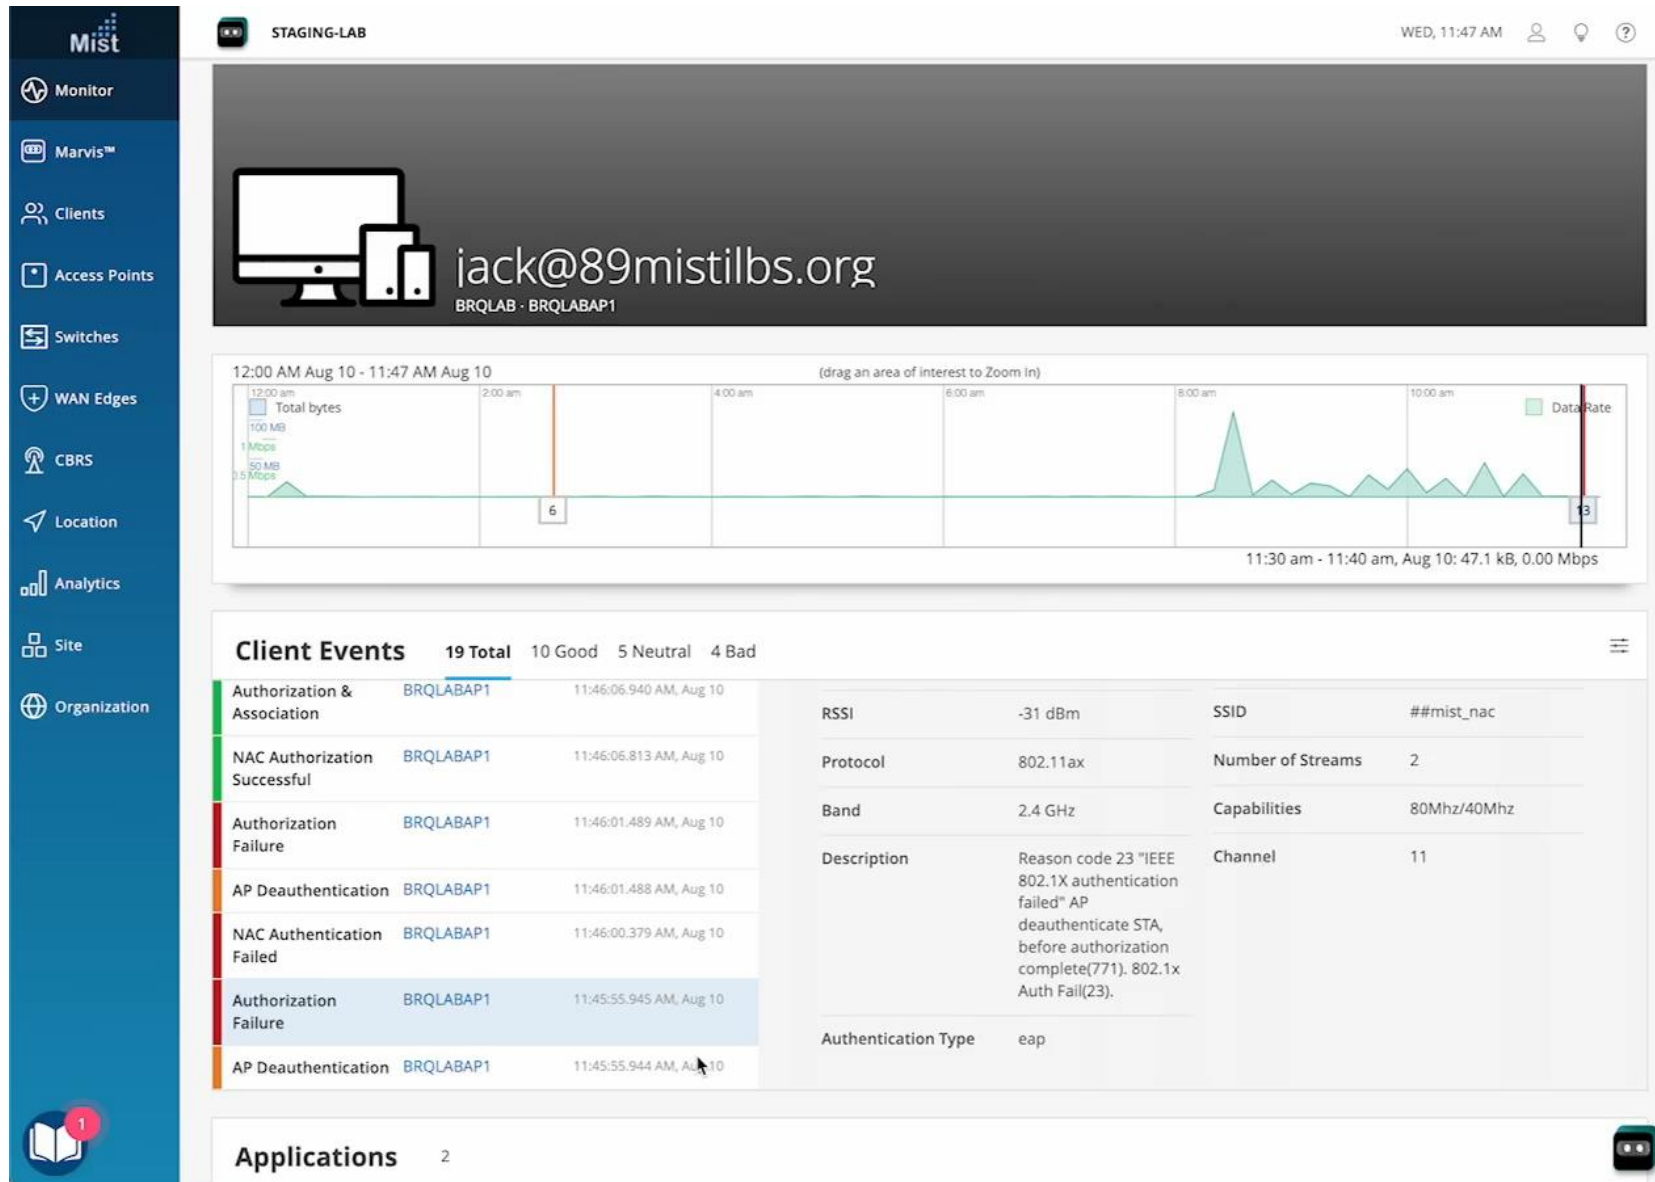 Mist
STAGING-LAB
WED, 11:47 AM
Monitor
Marvis™
Clients
Access Points
Switches
WAN Edges
CBRS
Location
Analytics
Site
Organization
1
jack@89mistilbs.org
BRQLAB - BRQLABAP1
12:00 AM Aug 10 - 11:47 AM Aug 10
(drag an area of interest to Zoom In)
12:00 am 2:00 am 4:00 am 6:00 am 8:00 am 10:00 am
Total bytes
Data Rate
100 MB
1 Mbps
50 MB
0.5 Mbps
6
13
11:30 am - 11:40 am, Aug 10: 47.1 kB, 0.00 Mbps
Client Events 19 Total 10 Good 5 Neutral 4 Bad
Authorization & Association BRQLABAP1 11:46:06.940 AM, Aug 10
NAC Authorization Successful BRQLABAP1 11:46:06.813 AM, Aug 10
Authorization Failure BRQLABAP1 11:46:01.489 AM, Aug 10
AP Deauthentication BRQLABAP1 11:46:01.488 AM, Aug 10
NAC Authentication Failed BRQLABAP1 11:46:00.379 AM, Aug 10
Authorization Failure BRQLABAP1 11:45:55.945 AM, Aug 10
AP Deauthentication BRQLABAP1 11:45:55.944 AM, Aug 10
RSSI -31 dBm
Protocol 802.11ax
Band 2.4 GHz
Description Reason code 23 "IEEE
802.1X authentication
failed" AP
deauthenticate STA,
before authorization
complete(771). 802.1x
Auth Fail(23).
Authentication Type eap
SSID ##mist_nac
Number of Streams 2
Capabilities 80Mhz/40Mhz
Channel 11
Applications 2